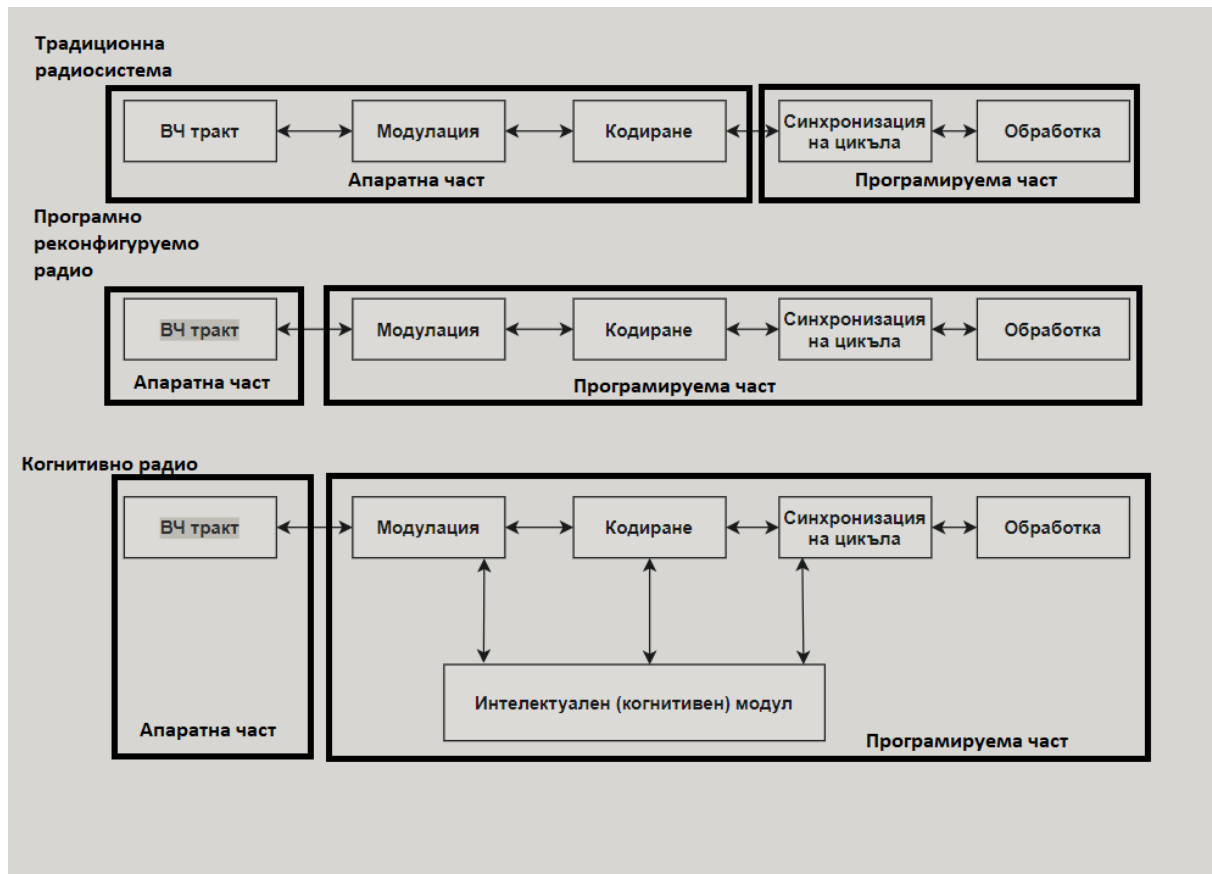 Традиционна
радиосистема
ВЧ тракт
Модулация
Кодиране
Синхронизация
на цикъла
Обработка
Апаратна част
Програмируема част
Програмно
реконфигуруемо
радио
ВЧ тракт
Модулация
Кодиране
Синхронизация
на цикъла
Обработка
Апаратна част
Програмируема част
Когнитивно радио
ВЧ тракт
Модулация
Кодиране
Синхронизация
на цикъла
Обработка
Интелектуален (когнитивен) модул
Апаратна част
Програмируема част